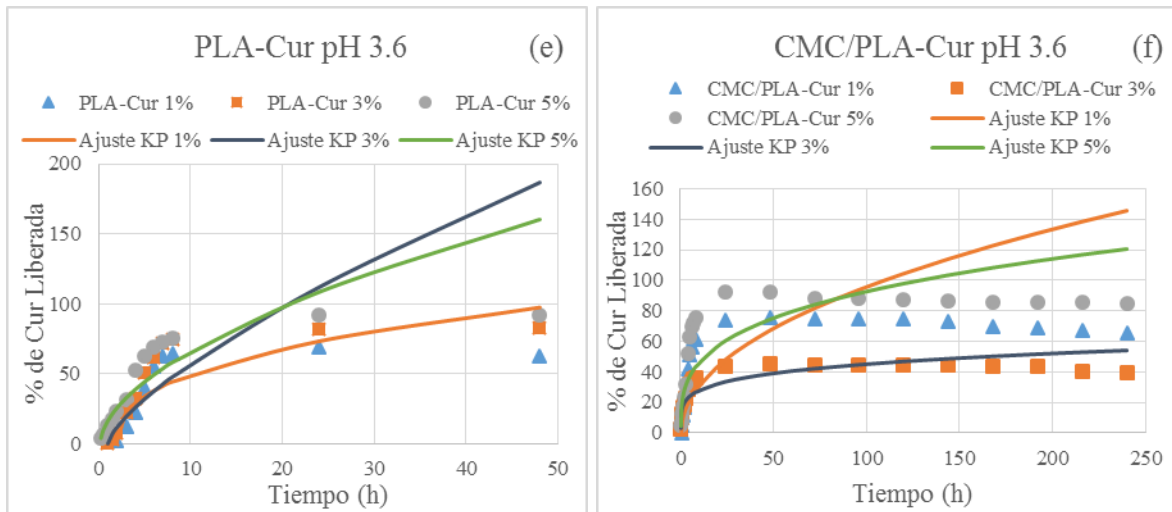 PLA-Cur pH 3.6 (e)
PLA-Cur 1% PLA-Cur 3% PLA-Cur 5%
Ajuste KP 1% Ajuste KP 3% Ajuste KP 5%
200
150
100
50
0
% de Cur Liberada
0 10 20 30 40 50
Tiempo (h)
CMC/PLA-Cur pH 3.6 (f)
CMC/PLA-Cur 1% CMC/PLA-Cur 3%
CMC/PLA-Cur 5% Ajuste KP 1%
Ajuste KP 3% Ajuste KP 5%
160
140
120
100
80
60
40
20
0
% de Cur Liberada
0 50 100 150 200 250
Tiempo (h)